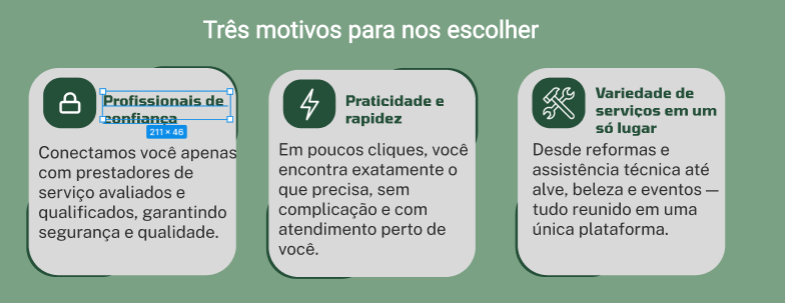 Três motivos para nos escolher
Profissionais de
confiança
211 × 46
Conectamos você apenas
com prestadores de
serviço avaliados e
qualificados, garantindo
segurança e qualidade.
Praticidade e
rapidez
Em poucos cliques, você
encontra exatamente o
que precisa, sem
complicação e com
atendimento perto de
você.
Variedade de
serviços em um
só lugar
Desde reformas e
assistência técnica até
alve, beleza e eventos —
tudo reunido em uma
única plataforma.